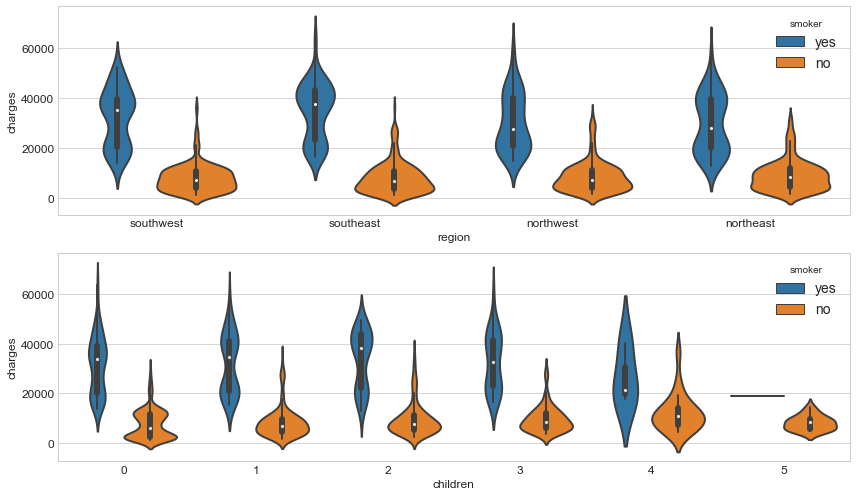 smoker
yes
no
60000
40000
20000
0
charges
southwest southeast northwest northeast
region
smoker
yes
no
60000
40000
20000
0
charges
0 1 2 3 4 5
children